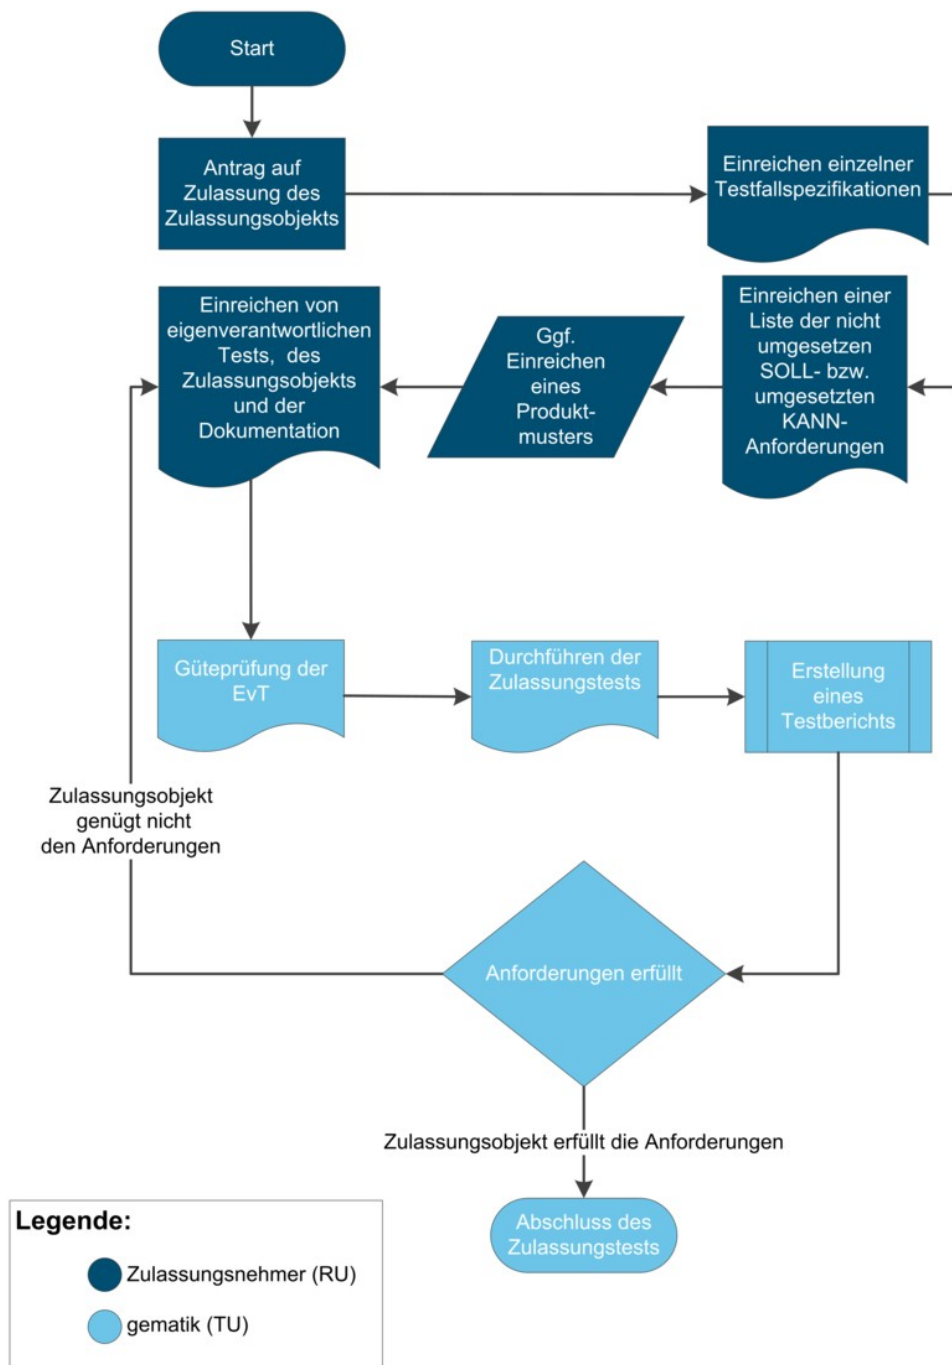 Start
Antrag auf
Zulassung des
Zulassungsobjekts
Einreichen einzelner
Testfallspezifikationen
Einreichen einer
Liste der nicht
umgesetzen
SOLL- bzw.
umgesetzten
KANN-
Anforderungen
Ggf.
Einreichen
eines
Produkt-
musters
Einreichen von
eigenverantwortlichen
Tests, des
Zulassungsobjekts
und der
Dokumentation
Güteprüfung der
EvT
Durchführen der
Zulassungstests
Erstellung
eines
Testberichts
Zulassungsobjekt
genügt nicht
den Anforderungen
Anforderungen erfüllt
Zulassungsobjekt erfüllt die Anforderungen
Abschluss des
Zulassungstests
Legende:
Zulassungsnehmer (RU)
gematik (TU)